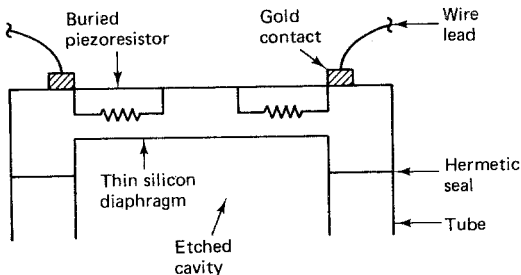 Buried
piezoresistor
Gold
contact
Wire
lead
Thin silicon
diaphragm
Hermetic
seal
Tube
Etched
cavity